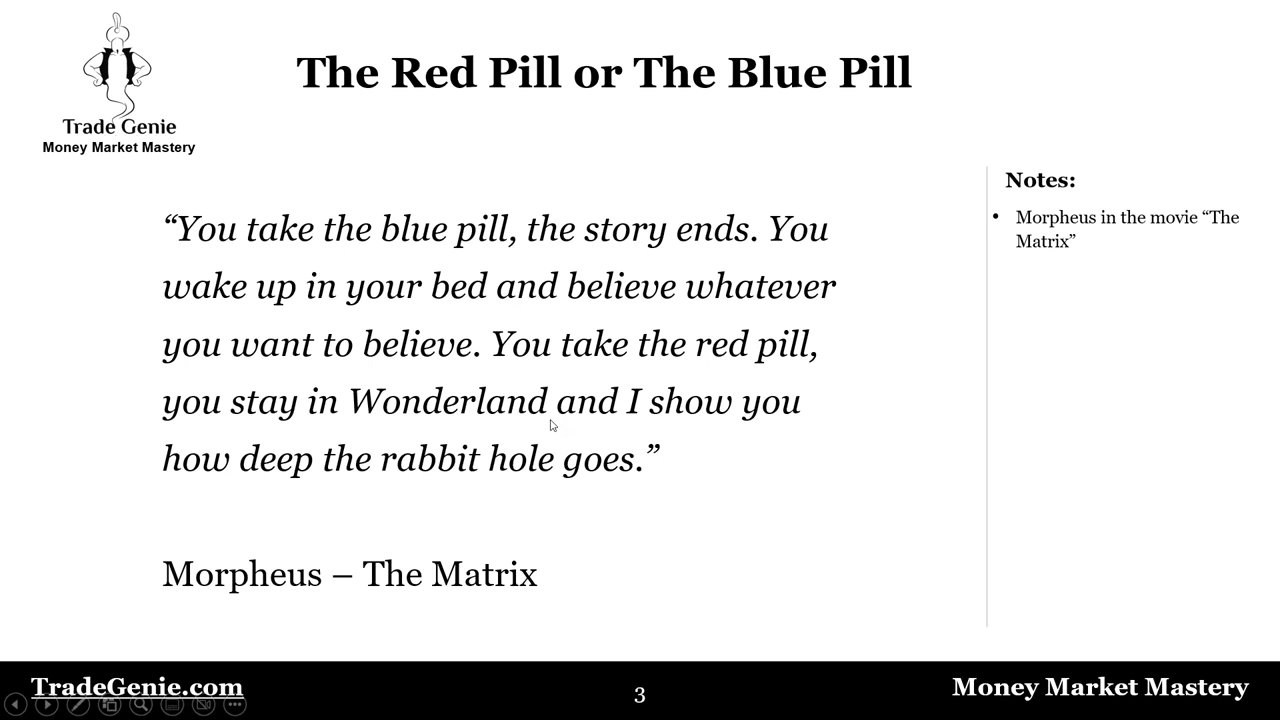 The Red Pill or The Blue Pill
Trade Genie
Money Market Mastery
“You take the blue pill, the story ends. You
wake up in your bed and believe whatever
you want to believe. You take the red pill,
you stay in Wonderland and I show you
how deep the rabbit hole goes.”
Morpheus – The Matrix
Notes:
• Morpheus in the movie “The
Matrix”
TradeGenie.com
3
Money Market Mastery